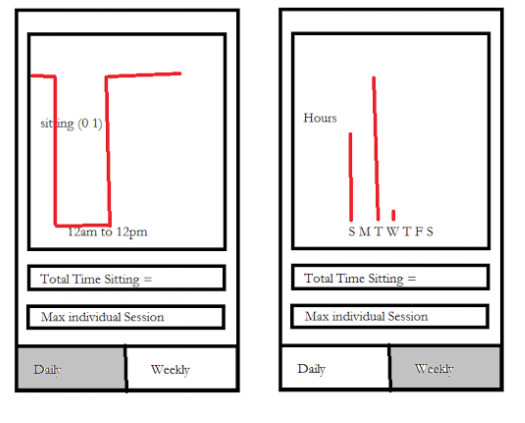 sitting (0 1)
12am to 12pm
Total Time Sitting =
Max individual Session
Daily
Weekly
Hours
S M T W T F S
Total Time Sitting =
Max individual Session
Daily
Weekly